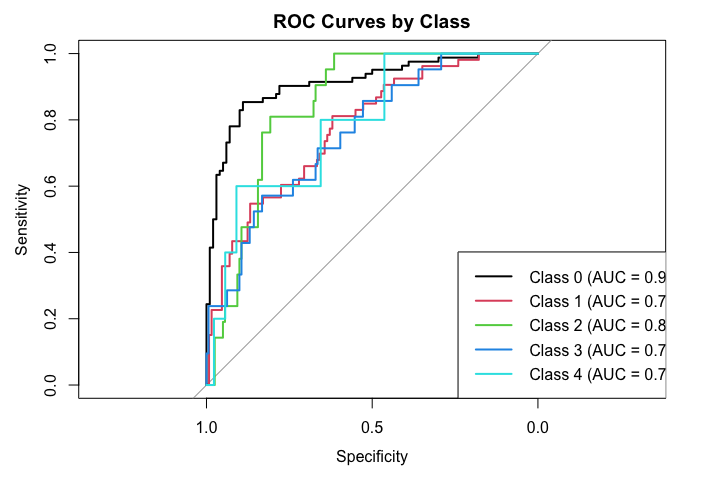 ROC Curves by Class
Sensitivity
1.0
0.8
0.6
0.4
0.2
0.0
Class 0 (AUC = 0.9
Class 1 (AUC = 0.7
Class 2 (AUC = 0.8
Class 3 (AUC = 0.7
Class 4 (AUC = 0.7
1.0 0.5 0.0
Specificity